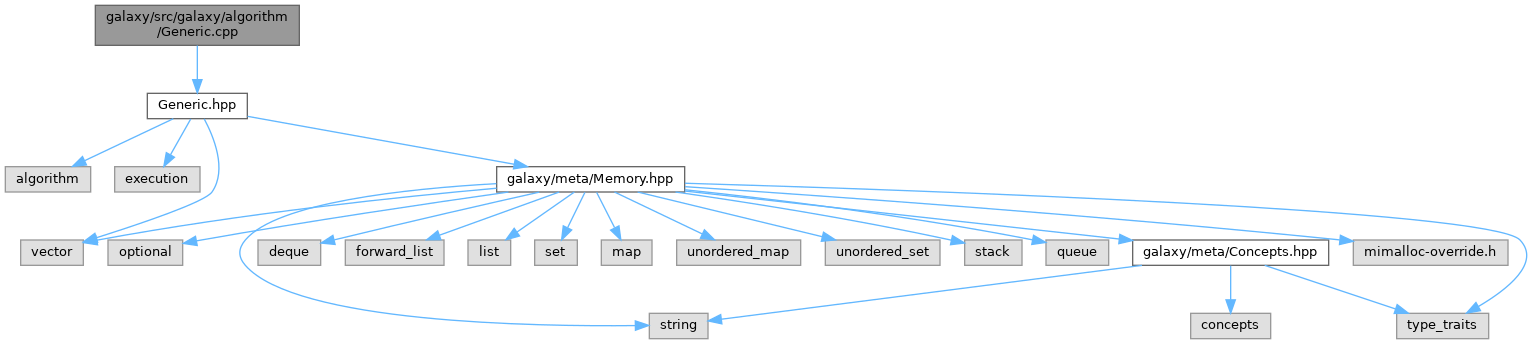 galaxy/src/galaxy/algorithm
/Generic.cpp
Generic.hpp
algorithm
execution
galaxy/meta/Memory.hpp
vector
optional
deque
forward_list
list
set
map
unordered_map
unordered_set
stack
queue
galaxy/meta/Concepts.hpp
mimalloc-override.h
string
concepts
type_traits